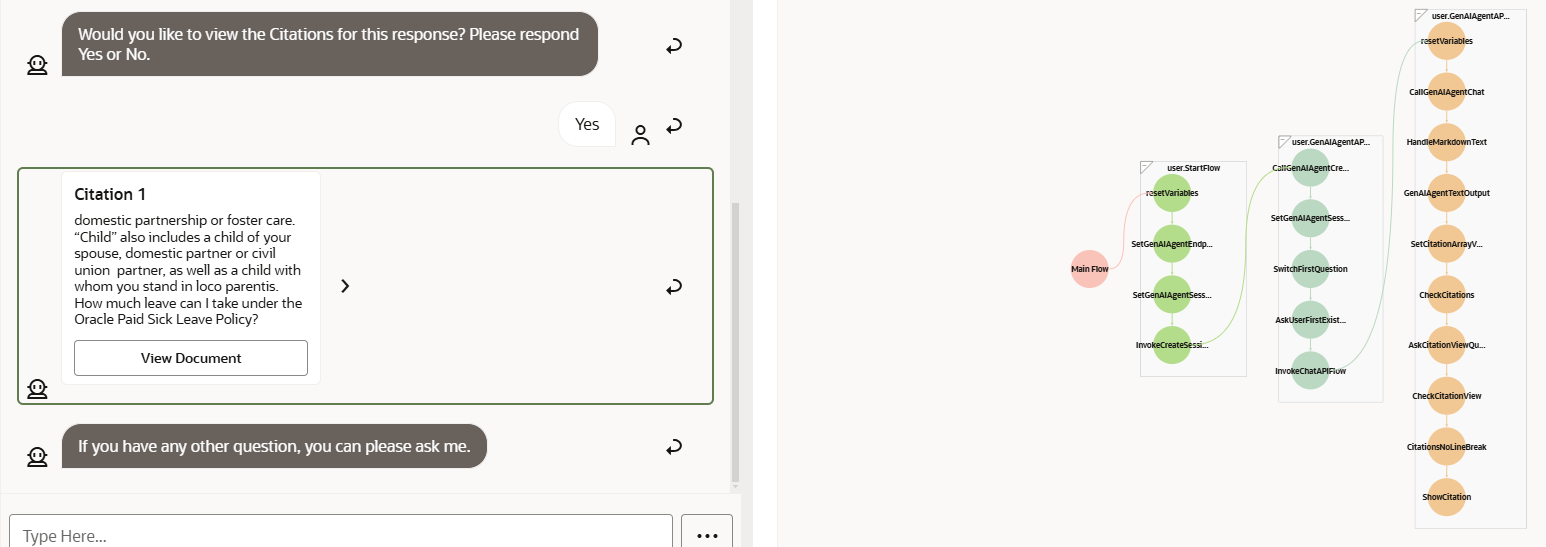 Would you like to view the Citations for this response? Please respond
Yes or No.
Yes
Citation 1
domestic partnership or foster care.
“Child” also includes a child of your
spouse, domestic partner or civil
union partner, as well as a child with
whom you stand in loco parentis.
How much leave can I take under the
Oracle Paid Sick Leave Policy?
View Document
If you have any other question, you can please ask me.
Type Here...
Main Flow
user.StartFlow
resetVariables
SetGenAIAgentEndp...
SetGenAIAgentSess...
InvokeCreateSessi...
user.GenAIAgentAP...
CallGenAIAgentCre...
SetGenAIAgentSess...
SwitchFirstQuestion
AskUserFirstExist...
InvokeChatAPIFlow
user.GenAIAgentAP...
resetVariables
CallGenAIAgentChat
HandleMarkdownText
GenAIAgentTextOutput
SetCitationArrayV...
CheckCitations
AskCitationViewQu...
CheckCitationView
CitationsNoLineBreak
ShowCitation